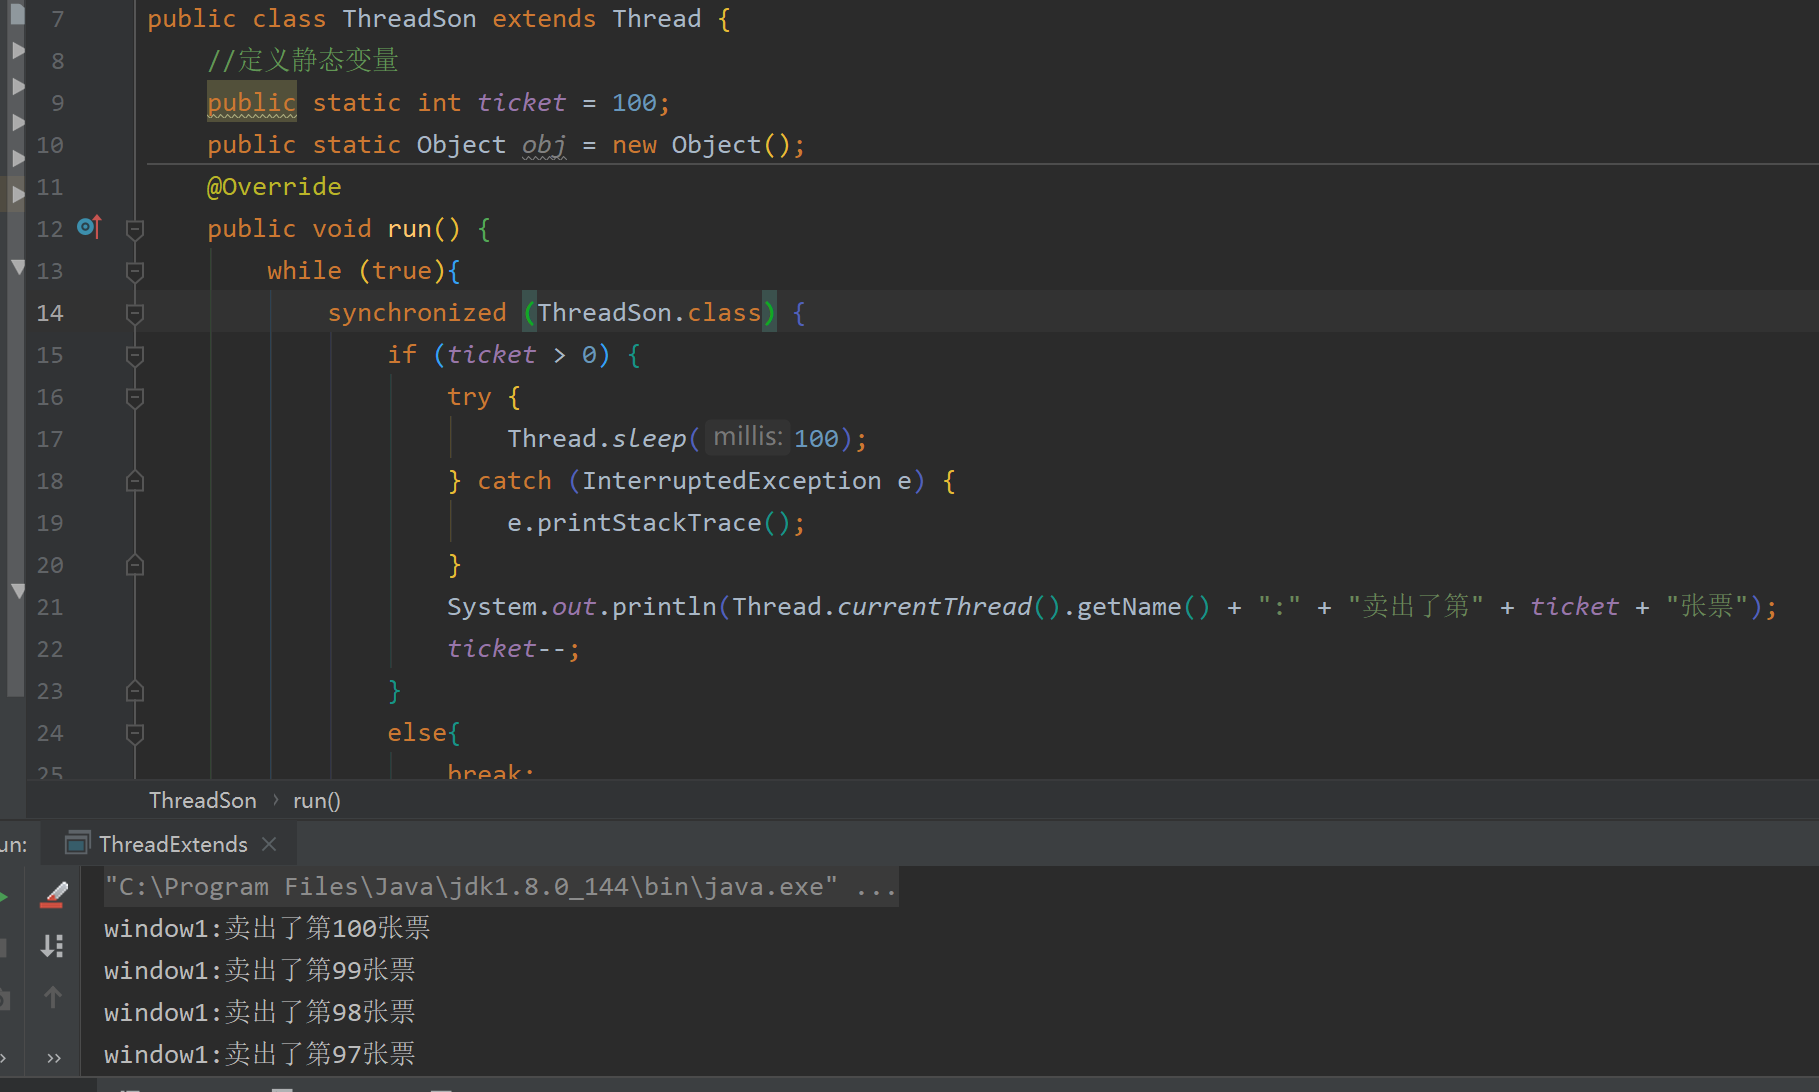 7 public class ThreadSon extends Thread {
8 //定义静态变量
9 public static int ticket = 100;
10 public static Object obj = new Object();
11 @Override
12 public void run() {
13 while (true){
14 synchronized (ThreadSon.class) {
15 if (ticket > 0) {
16 try {
17 Thread.sleep( millis: 100);
18 } catch (InterruptedException e) {
19 e.printStackTrace();
20 }
21 System.out.println(Thread.currentThread().getName() + ":" + "卖出了第" + ticket + "张票");
22 ticket--;
23 }
24 else{
25 break;
ThreadSon › run()
un: ThreadExtends ×
"C:\Program Files\Java\jdk1.8.0_144\bin\java.exe" ...
window1:卖出了第100张票
window1:卖出了第99张票
window1:卖出了第98张票
window1:卖出了第97张票